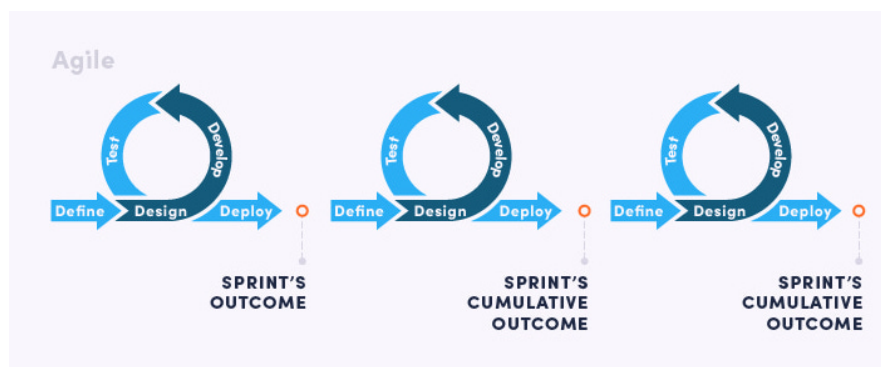 Agile
Test
Develop
Define
Design
Deploy
SPRINT'S
OUTCOME
Test
Develop
Define
Design
Deploy
SPRINT'S
CUMULATIVE
OUTCOME
Test
Develop
Define
Design
Deploy
SPRINT'S
CUMULATIVE
OUTCOME